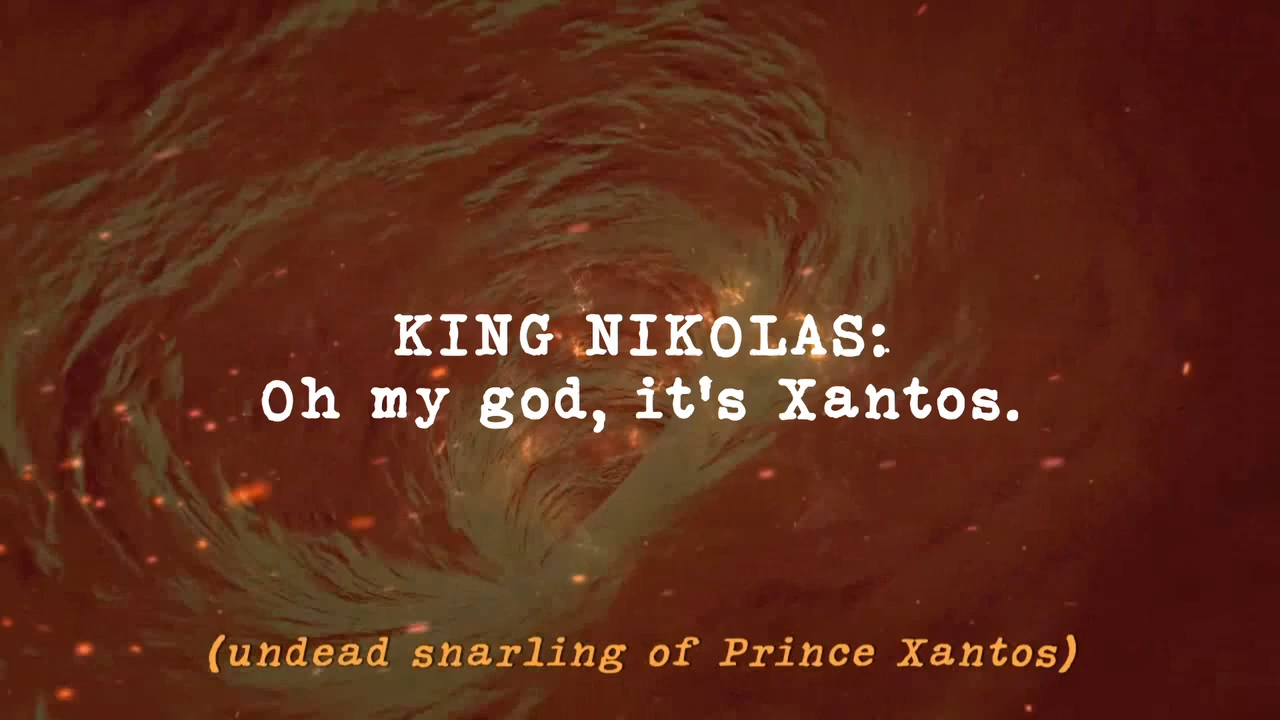 KING NIKOLAS:
Oh my god, it's Xantos.
(undead snarling of Prince Xantos)